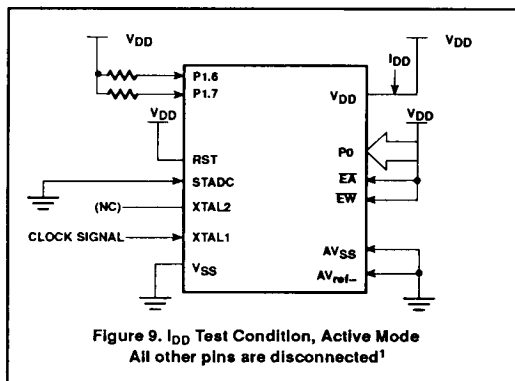 VDD
P1.6
P1.7
VDD
RST
STADC
(NC)
XTAL2
CLOCK SIGNAL
XTAL1
VSS
VDD
IDD
VDD
VDD
P0
EA
EW
AVSS
AVref-
Figure 9. IDD Test Condition, Active Mode
All other pins are disconnected1